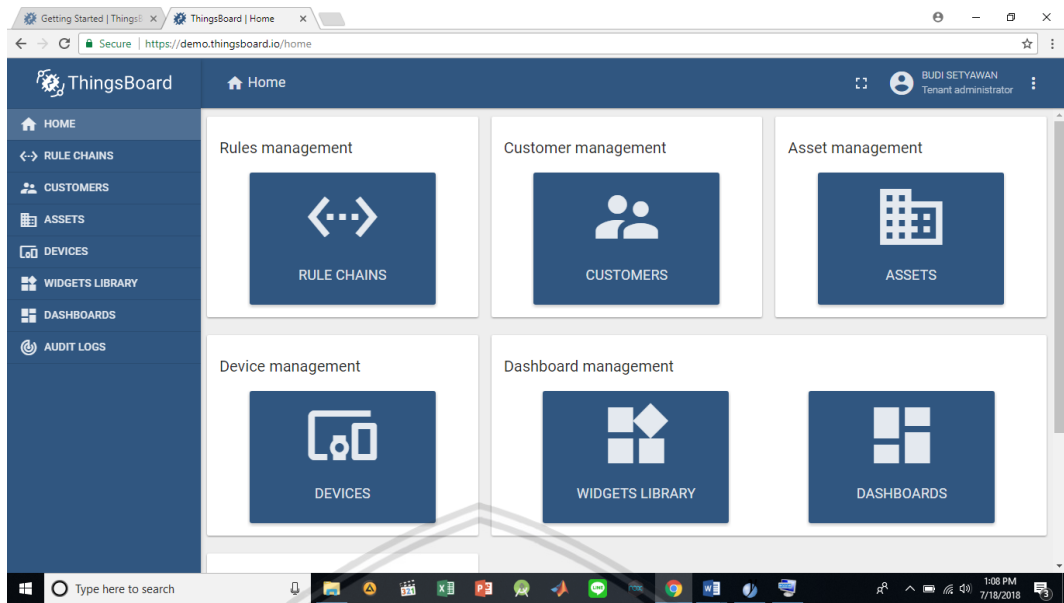 Getting Started | ThingsB
ThingsBoard | Home
Secure | https://demo.thingsboard.io/home
ThingsBoard
Home
BUDI SETYAWAN
Tenant administrator
HOME
RULE CHAINS
CUSTOMERS
ASSETS
DEVICES
WIDGETS LIBRARY
DASHBOARDS
AUDIT LOGS
Rules management
RULE CHAINS
Customer management
CUSTOMERS
Asset management
ASSETS
Device management
DEVICES
Dashboard management
WIDGETS LIBRARY
DASHBOARDS
Type here to search
1:08 PM
7/18/2018
3